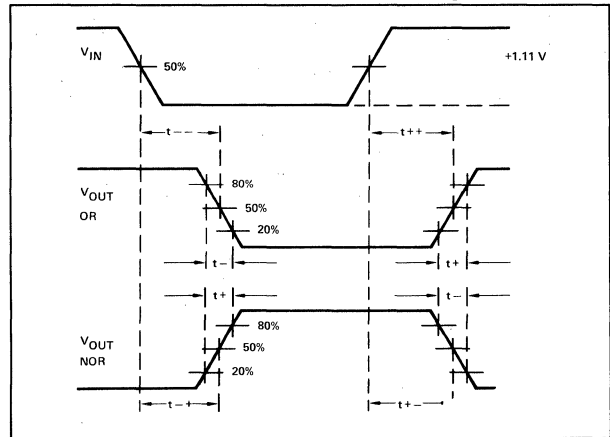 V_IN
50%
+1.11 V
t--
t++
V_OUT
OR
80%
50%
20%
t-
t+
t+
t-
V_OUT
NOR
80%
50%
20%
t-+
t+-